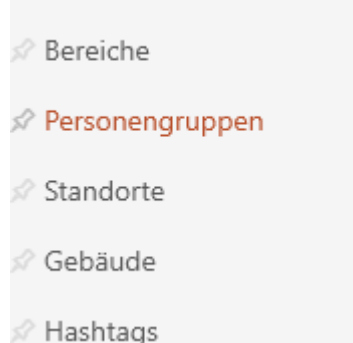 Bereiche
Personengruppen
Standorte
Gebäude
Hashtags